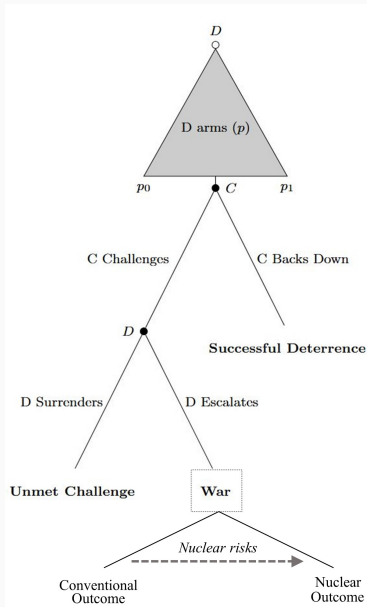 D
D arms (p)
p₀
C
p₁
C Challenges
C Backs Down
D
Successful Deterrence
D Surrenders
D Escalates
Unmet Challenge
War
Nuclear risks
Conventional
Outcome
Nuclear
Outcome